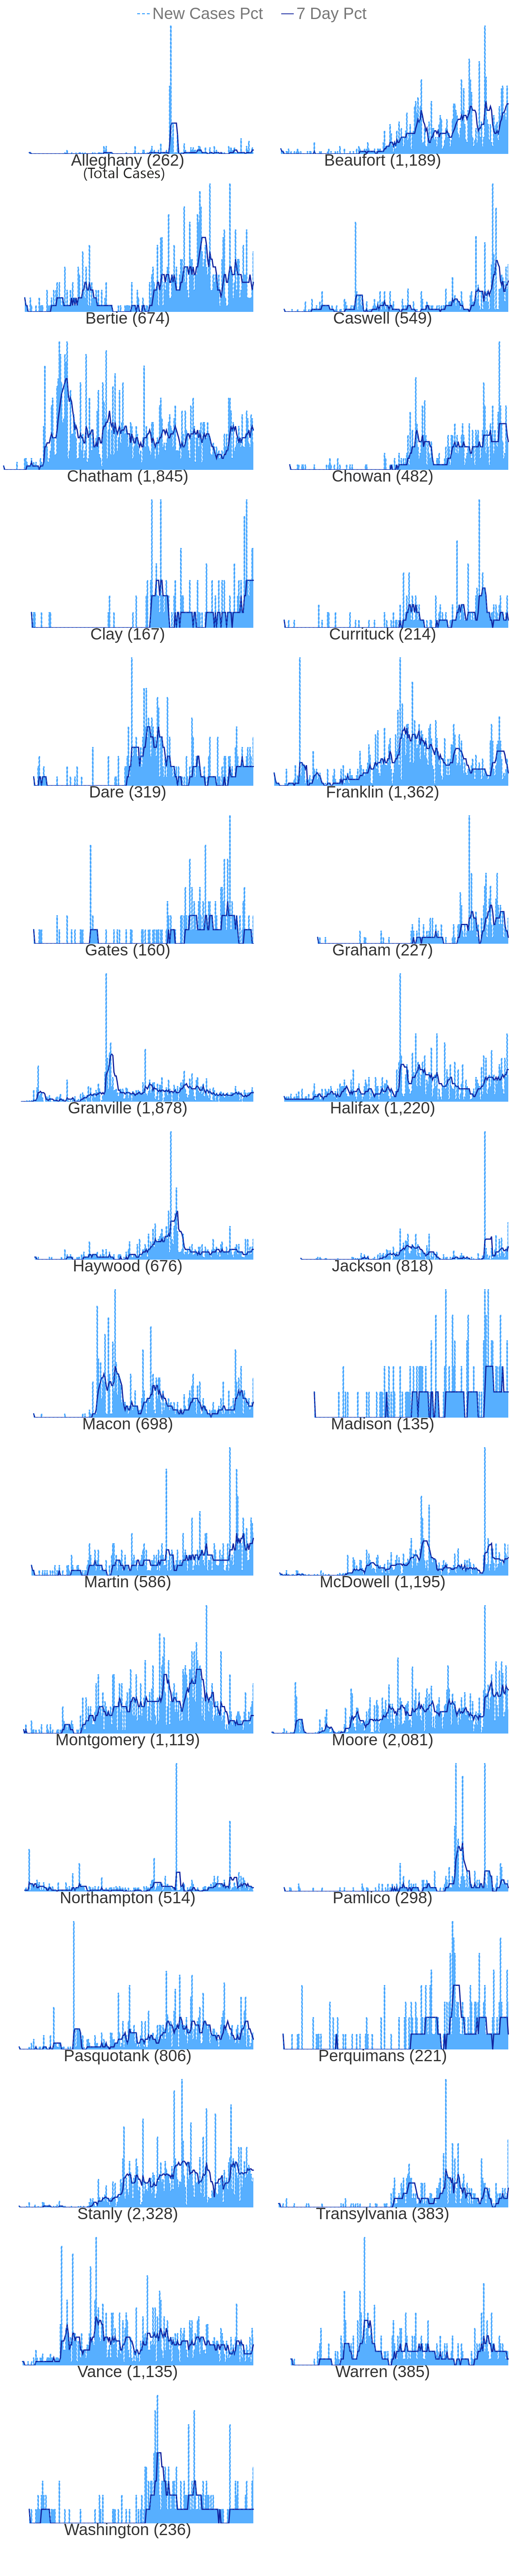 New Cases Pct 7 Day Pct
Alleghany (262) Beaufort (1,189)
(Total Cases)
Bertie (674) Caswell (549)
Chatham (1,845) Chowan (482)
Clay (167) Currituck (214)
Dare (319) Franklin (1,362)
Gates (160) Graham (227)
Granville (1,878) Halifax (1,220)
Haywood (676) Jackson (818)
Macon (698) Madison (135)
Martin (586) McDowell (1,195)
Montgomery (1,119) Moore (2,081)
Northampton (514) Pamlico (298)
Pasquotank (806) Perquimans (221)
Stanly (2,328) Transylvania (383)
Vance (1,135) Warren (385)
Washington (236)